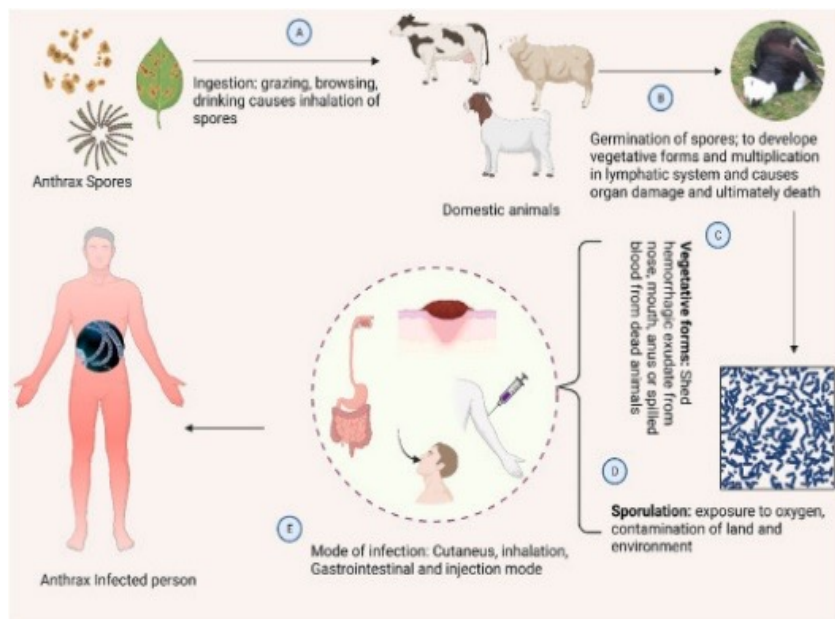 A
Ingestion: grazing, browsing,
drinking causes inhalation of
spores
Anthrax Spores
Domestic animals
B
Germination of spores; to develope
vegetative forms and multiplication
in lymphatic system and causes
organ damage and ultimately death
C
Vegetative forms: Shed
hemorrhagic exudate from
nose, mouth, anus or spilled
blood from dead animals
D
Sporulation: exposure to oxygen,
contamination of land and
environment
E
Mode of infection: Cutaneus, inhalation,
Gastrointestinal and injection mode
Anthrax Infected person